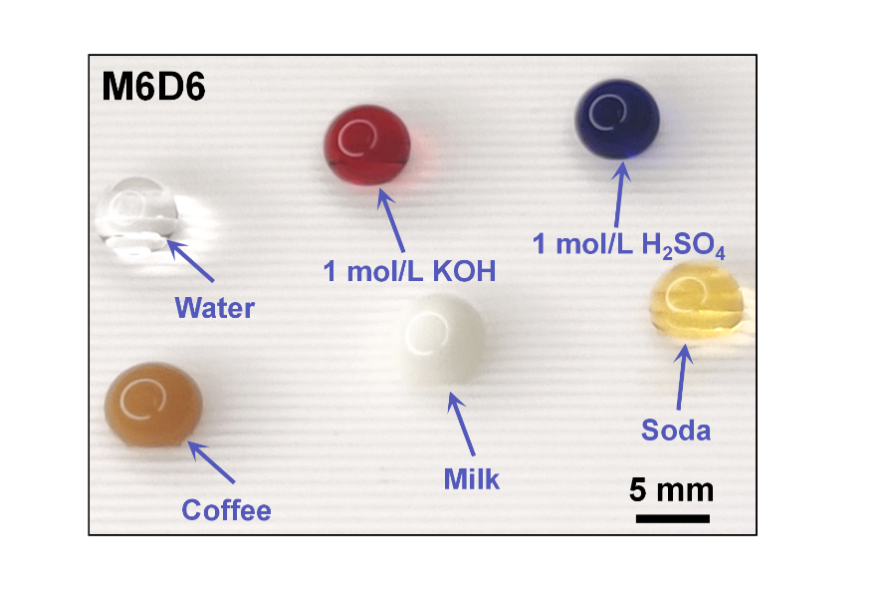 M6D6
1 mol/L H₂SO₄
1 mol/L KOH
Water
Soda
Milk
5 mm
Coffee